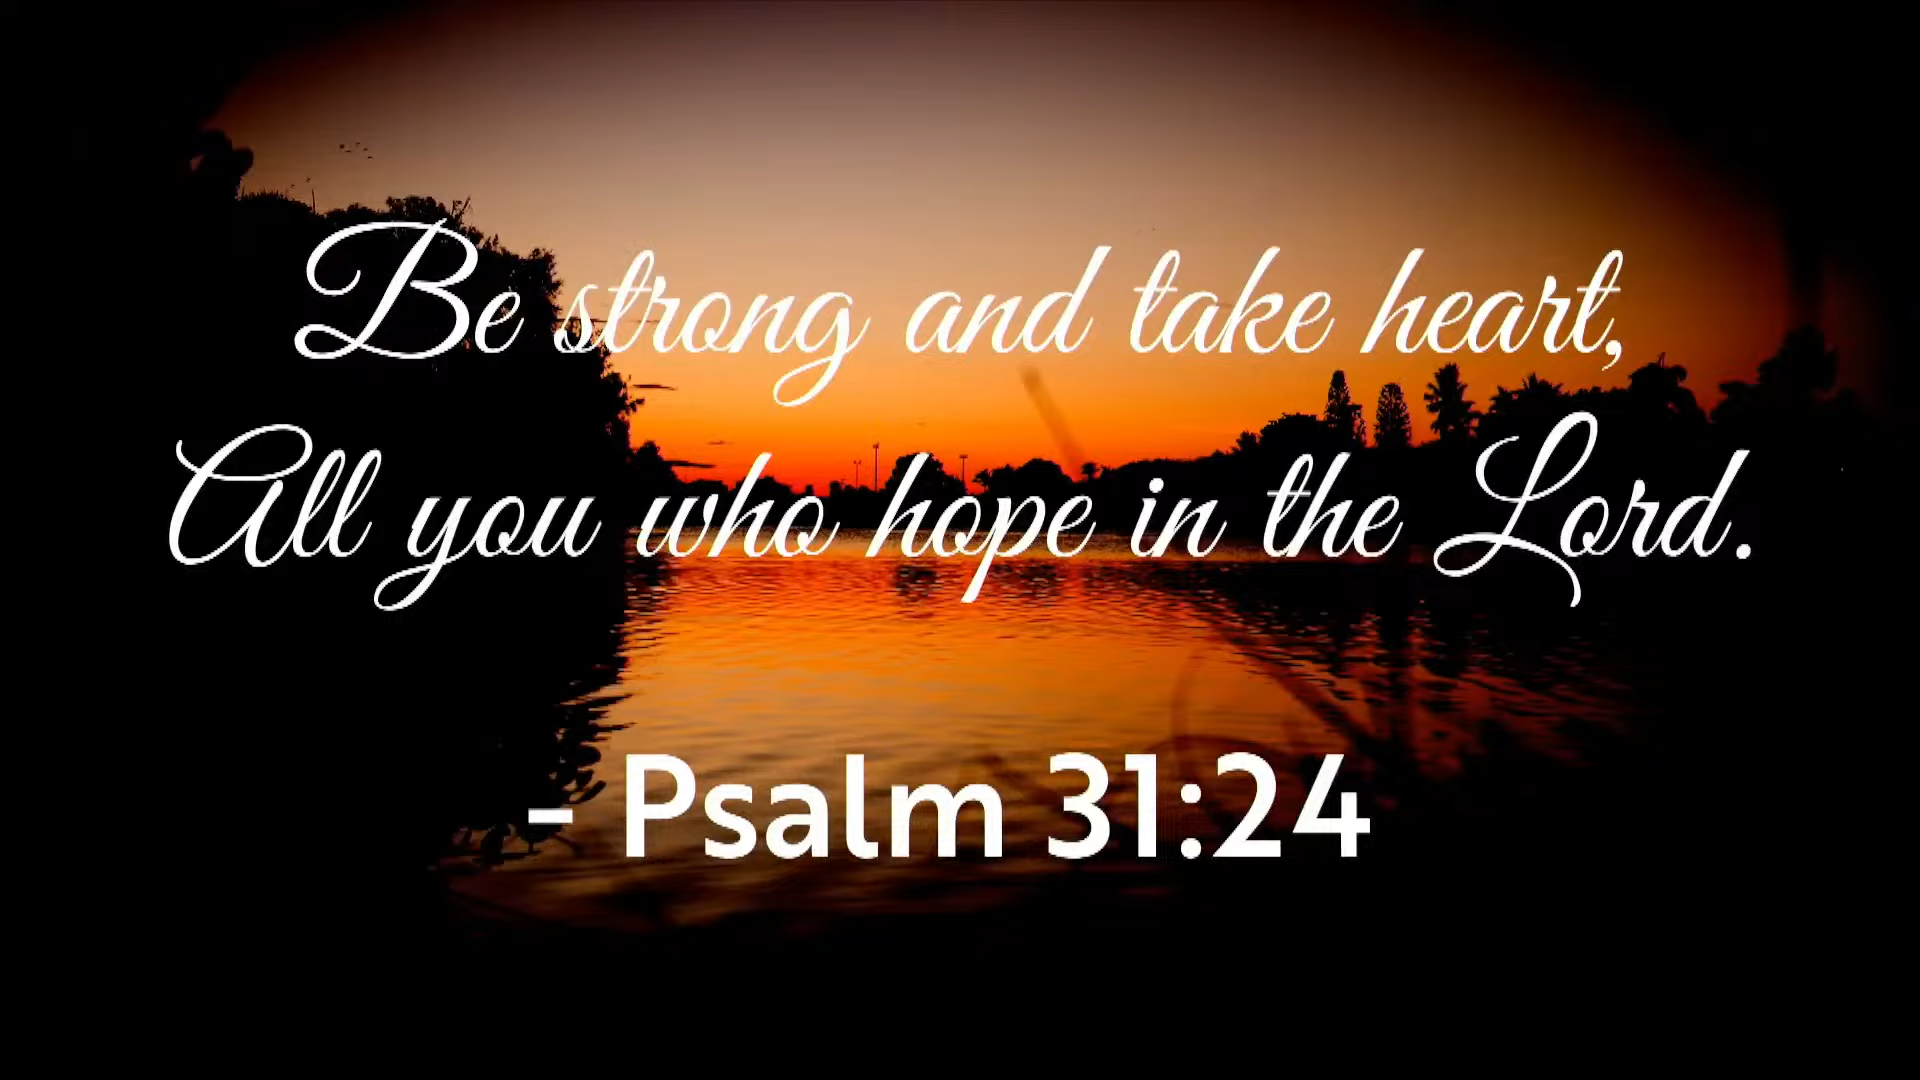 Be strong and take heart,
All you who hope in the Lord.
- Psalm 31:24